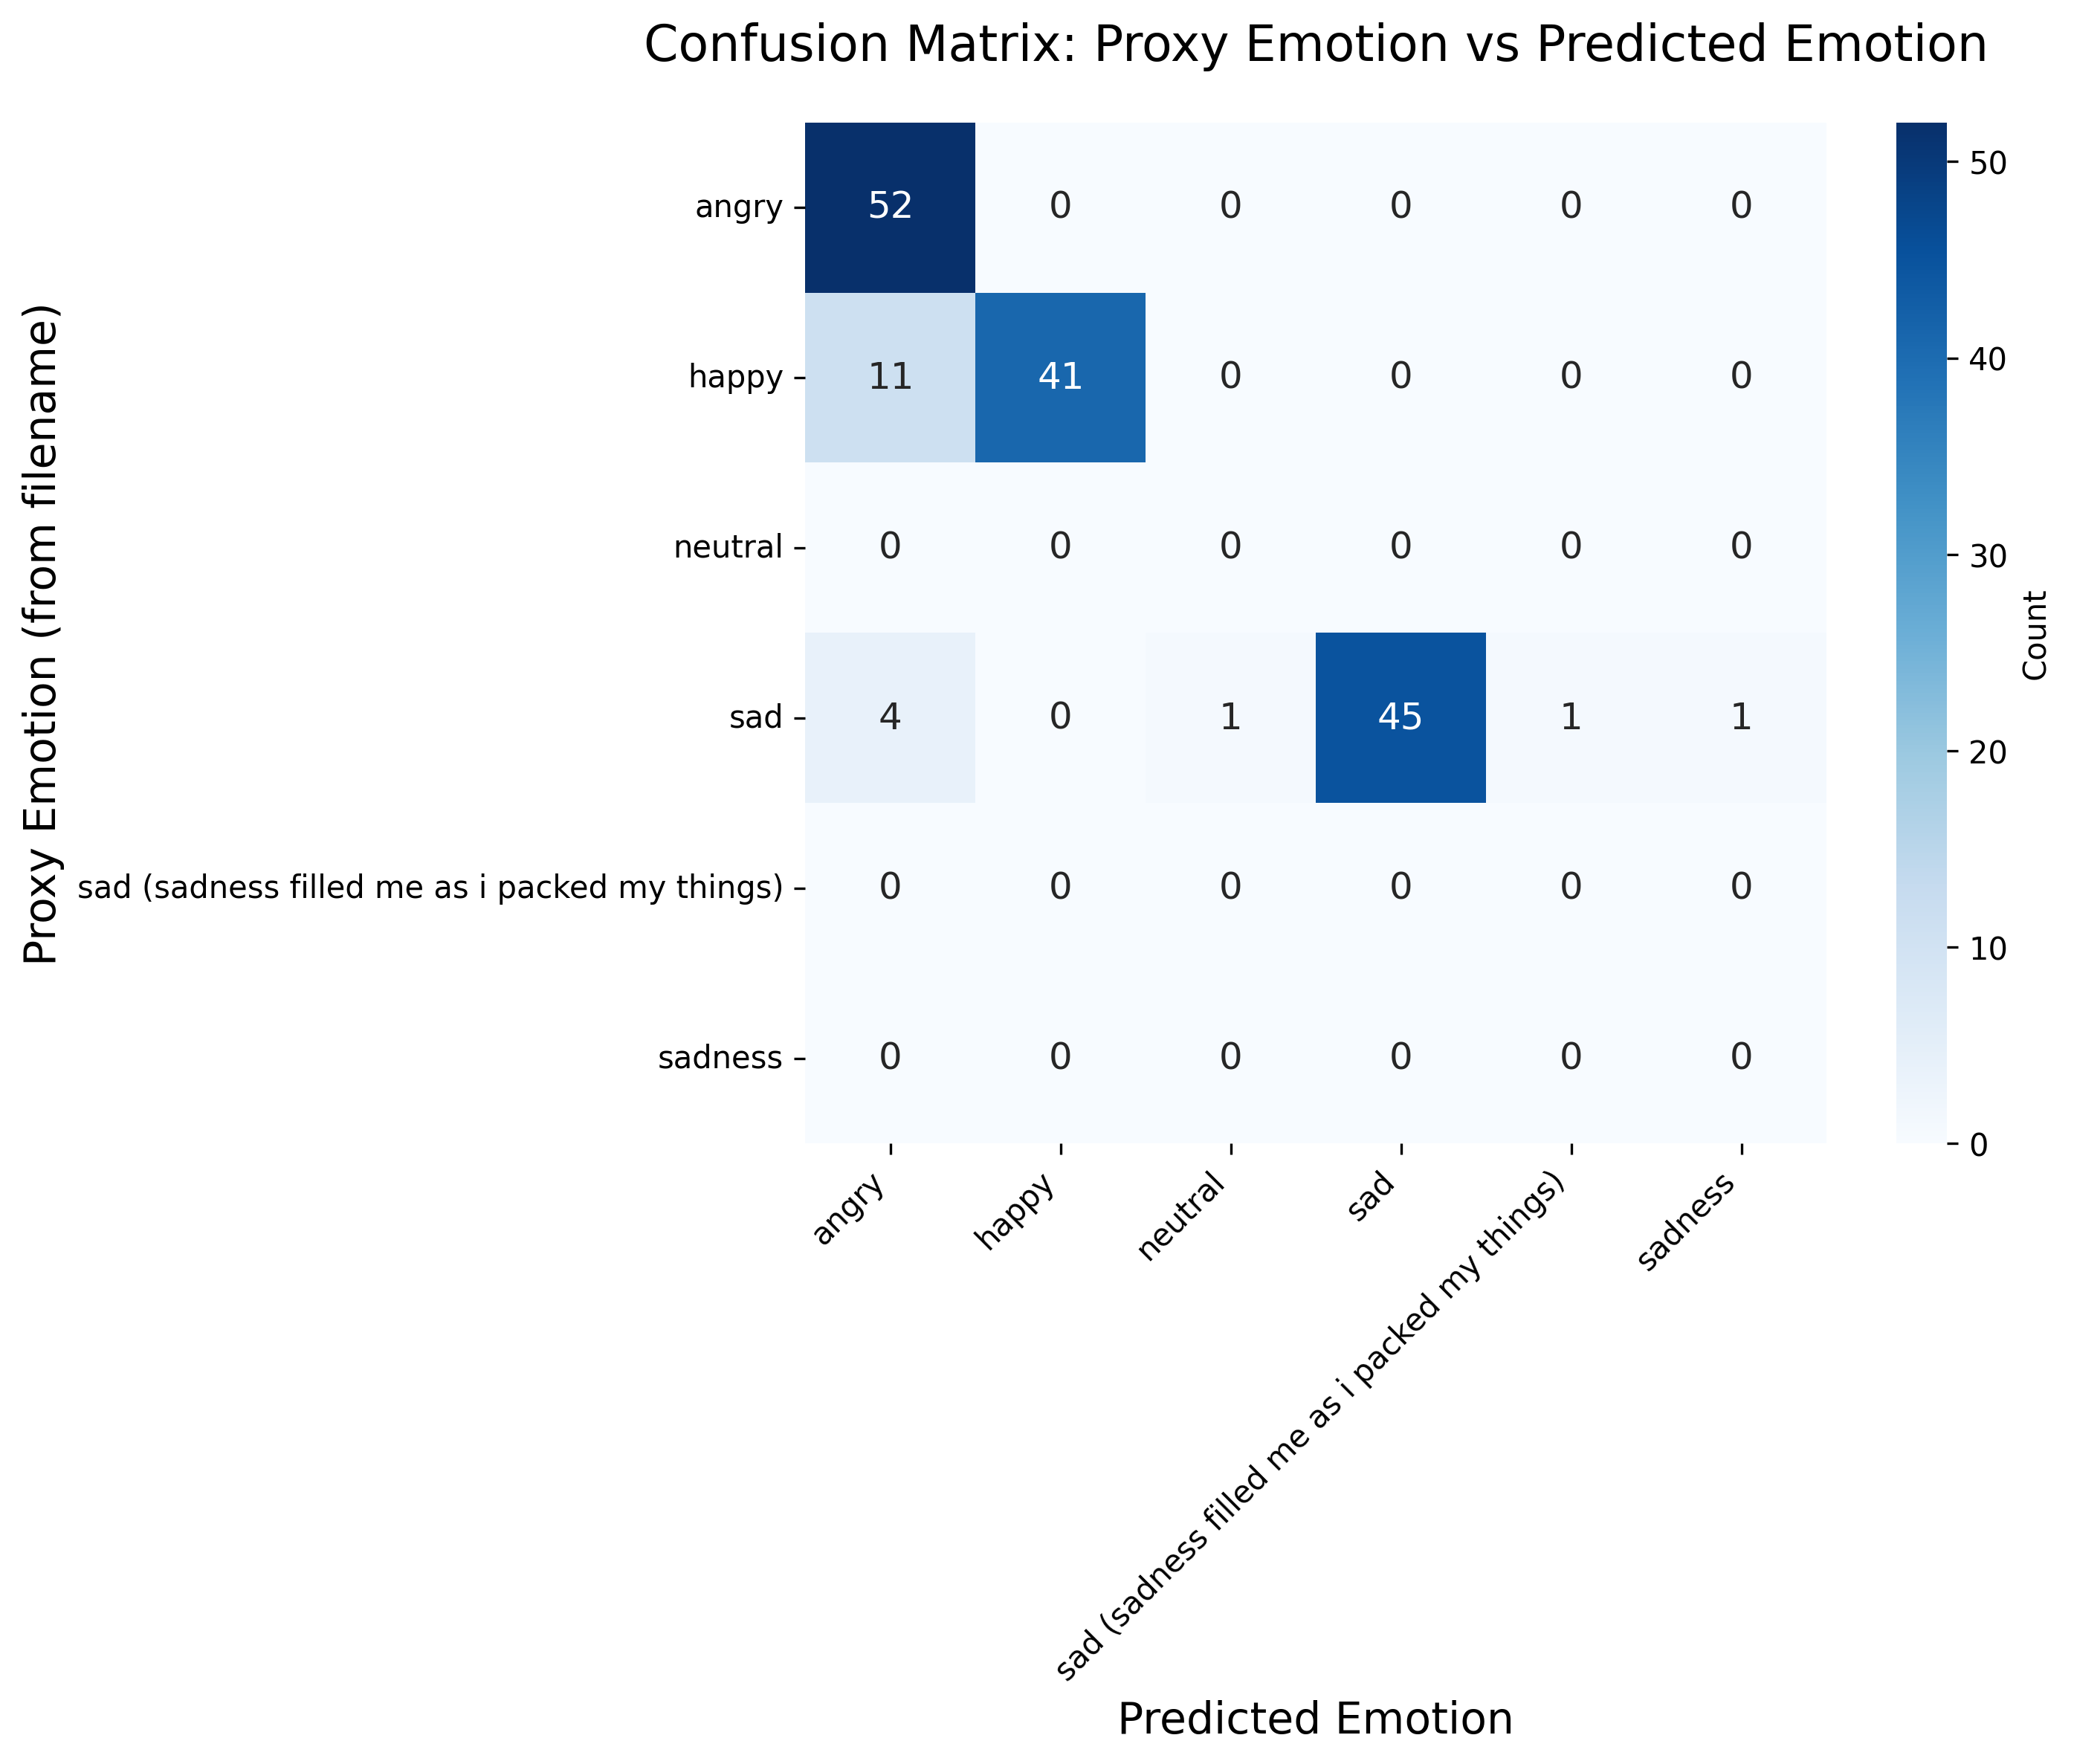 Confusion Matrix: Proxy Emotion vs Predicted Emotion
Proxy Emotion (from filename)
angry 52 0 0 0 0 0
happy 11 41 0 0 0 0
neutral 0 0 0 0 0 0
sad 4 0 1 45 1 1
sad (sadness filled me as i packed my things) 0 0 0 0 0 0
sadness 0 0 0 0 0 0
angry
happy
neutral
sad
sad (sadness filled me as i packed my things)
sadness
Predicted Emotion
50
40
30
20
10
0
Count